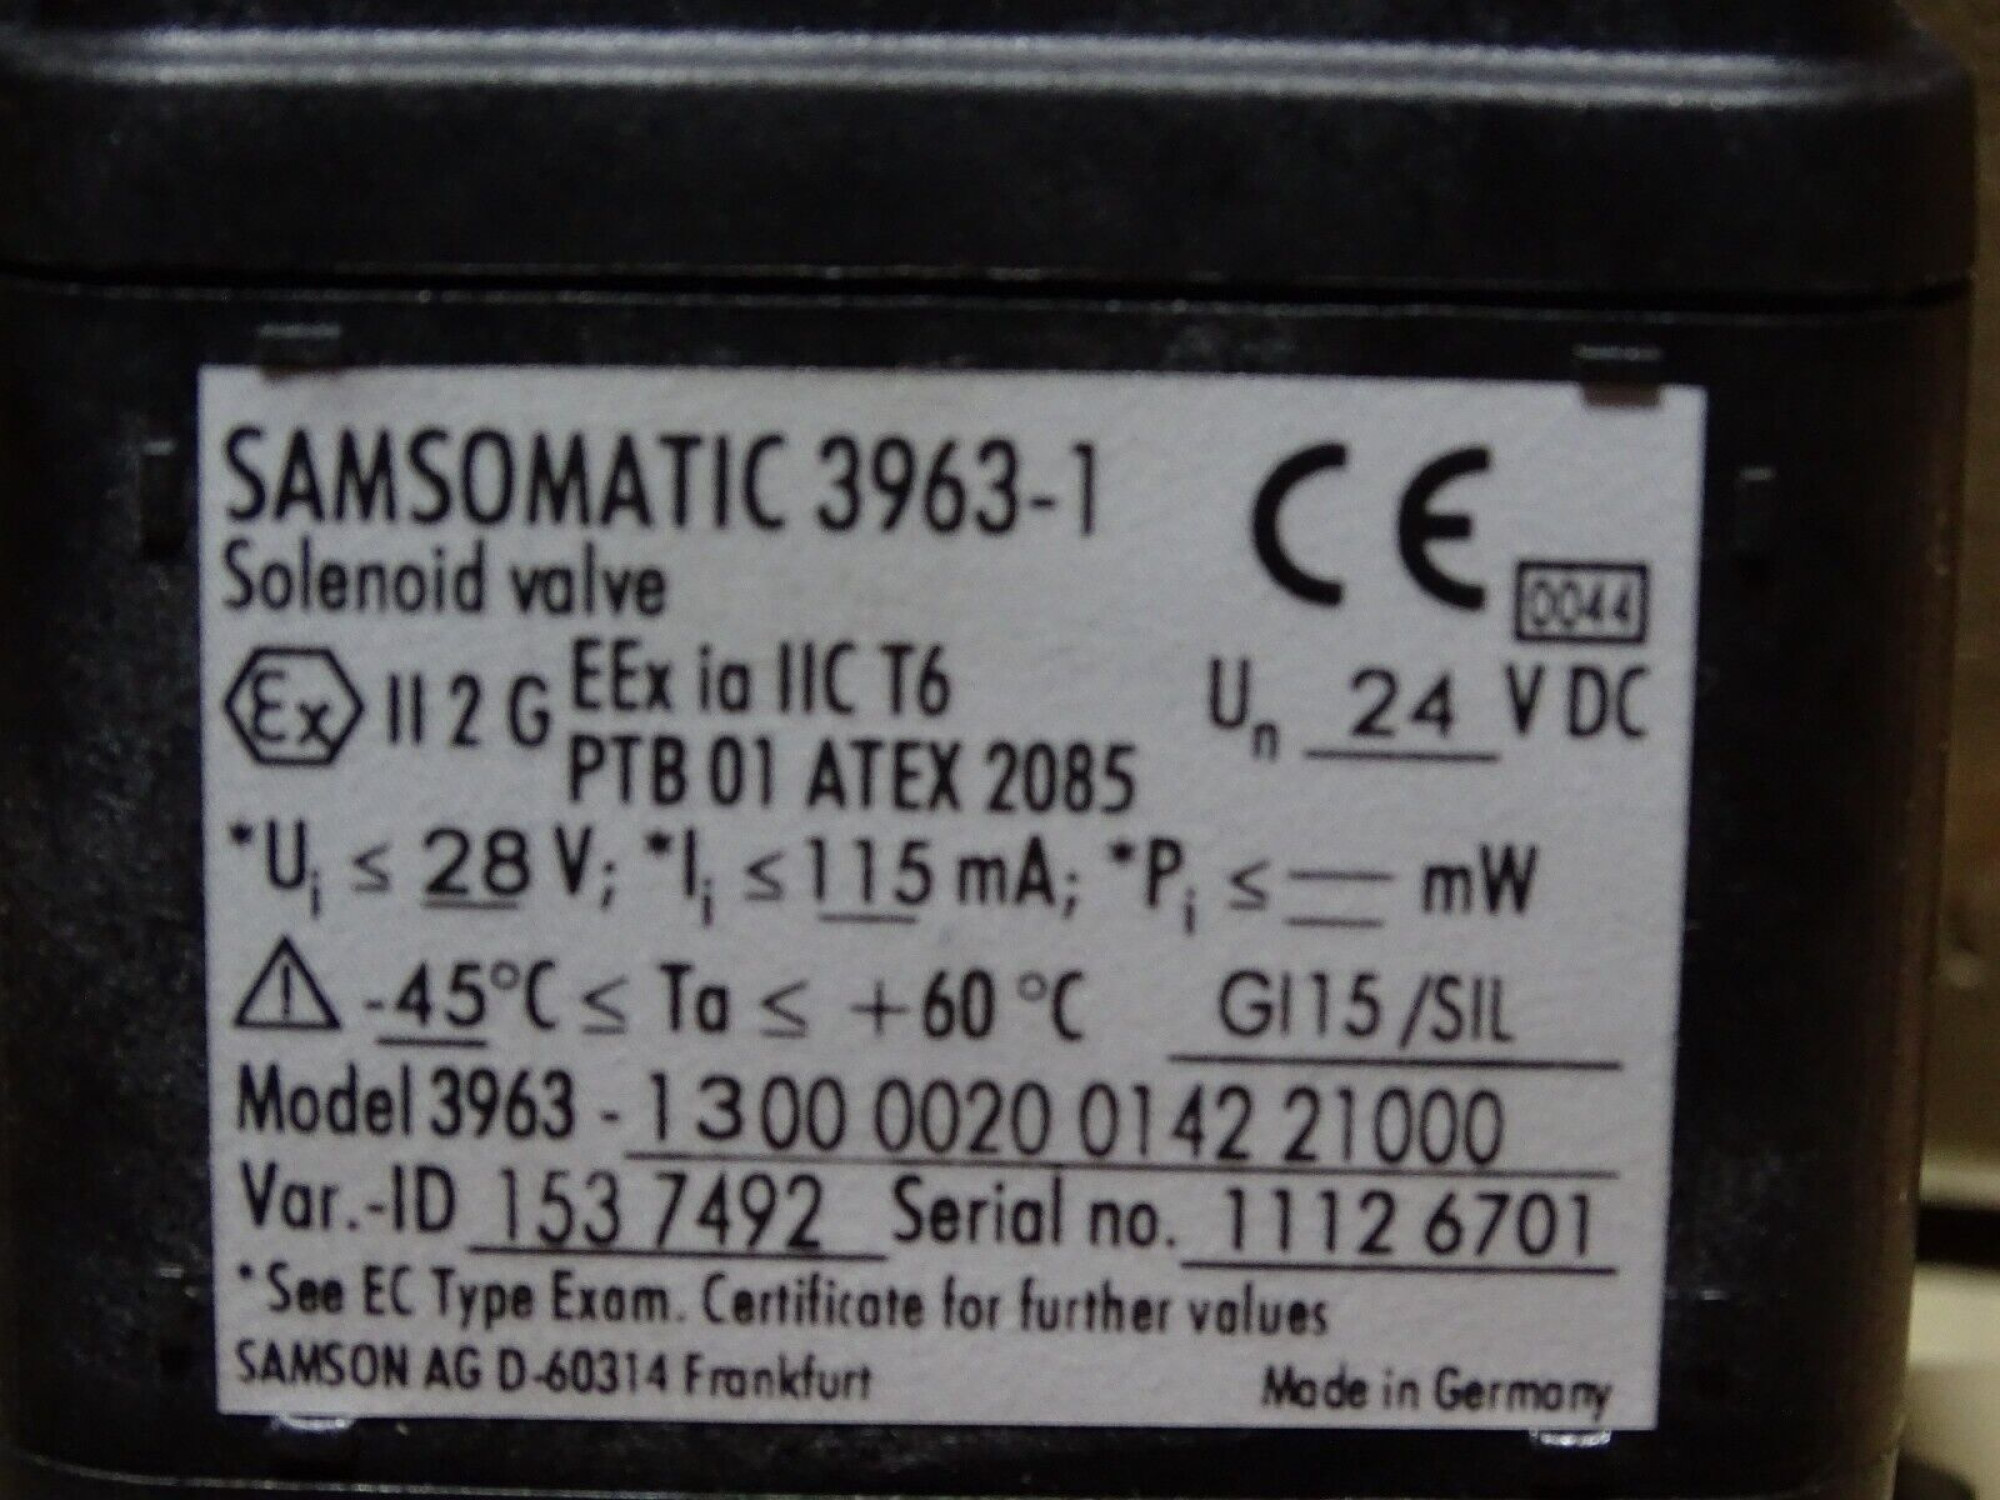 SAMSOMATIC 3963-1 CE
Solenoid valve 0044
Ex II 2 G EEx ia IIC T6 Un 24 V DC
PTB 01 ATEX 2085
*Ui ≤ 28 V; *Ii ≤ 115 mA; *Pi ≤ — mW
-45°C ≤ Ta ≤ +60 °C GI15 /SIL
Model 3963 - 1300 0020 0142 21000
Var.-ID 153 7492 Serial no. 1112 6701
*See EC Type Exam. Certificate for further values
SAMSON AG D-60314 Frankfurt Made in Germany